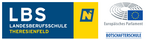 LBS
LANDESBERUFSSCHULE
THERESIENFELD
N
Europäisches Parlament
BOTSCHAFTERSCHULE